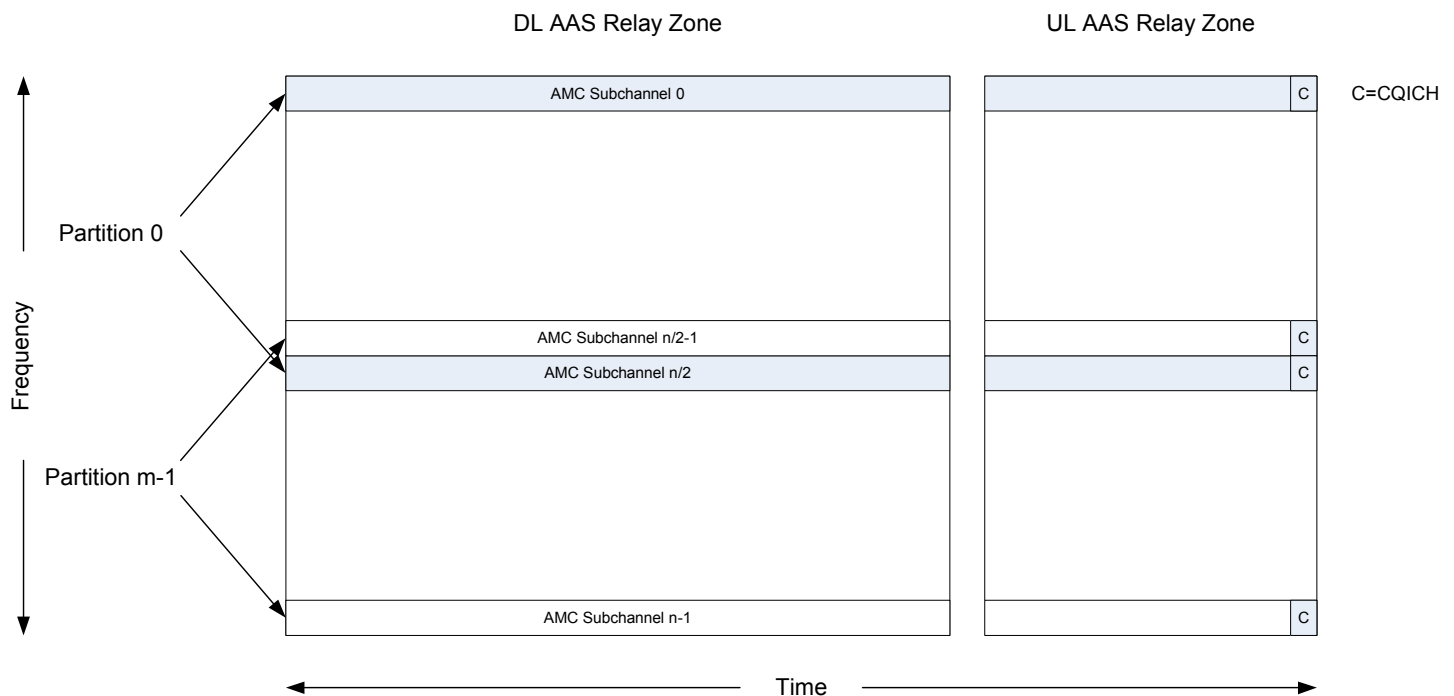 DL AAS Relay Zone
UL AAS Relay Zone
AMC Subchannel 0
C
C=CQICH
Partition 0
Frequency
AMC Subchannel n/2-1
C
AMC Subchannel n/2
C
Partition m-1
AMC Subchannel n-1
C
Time